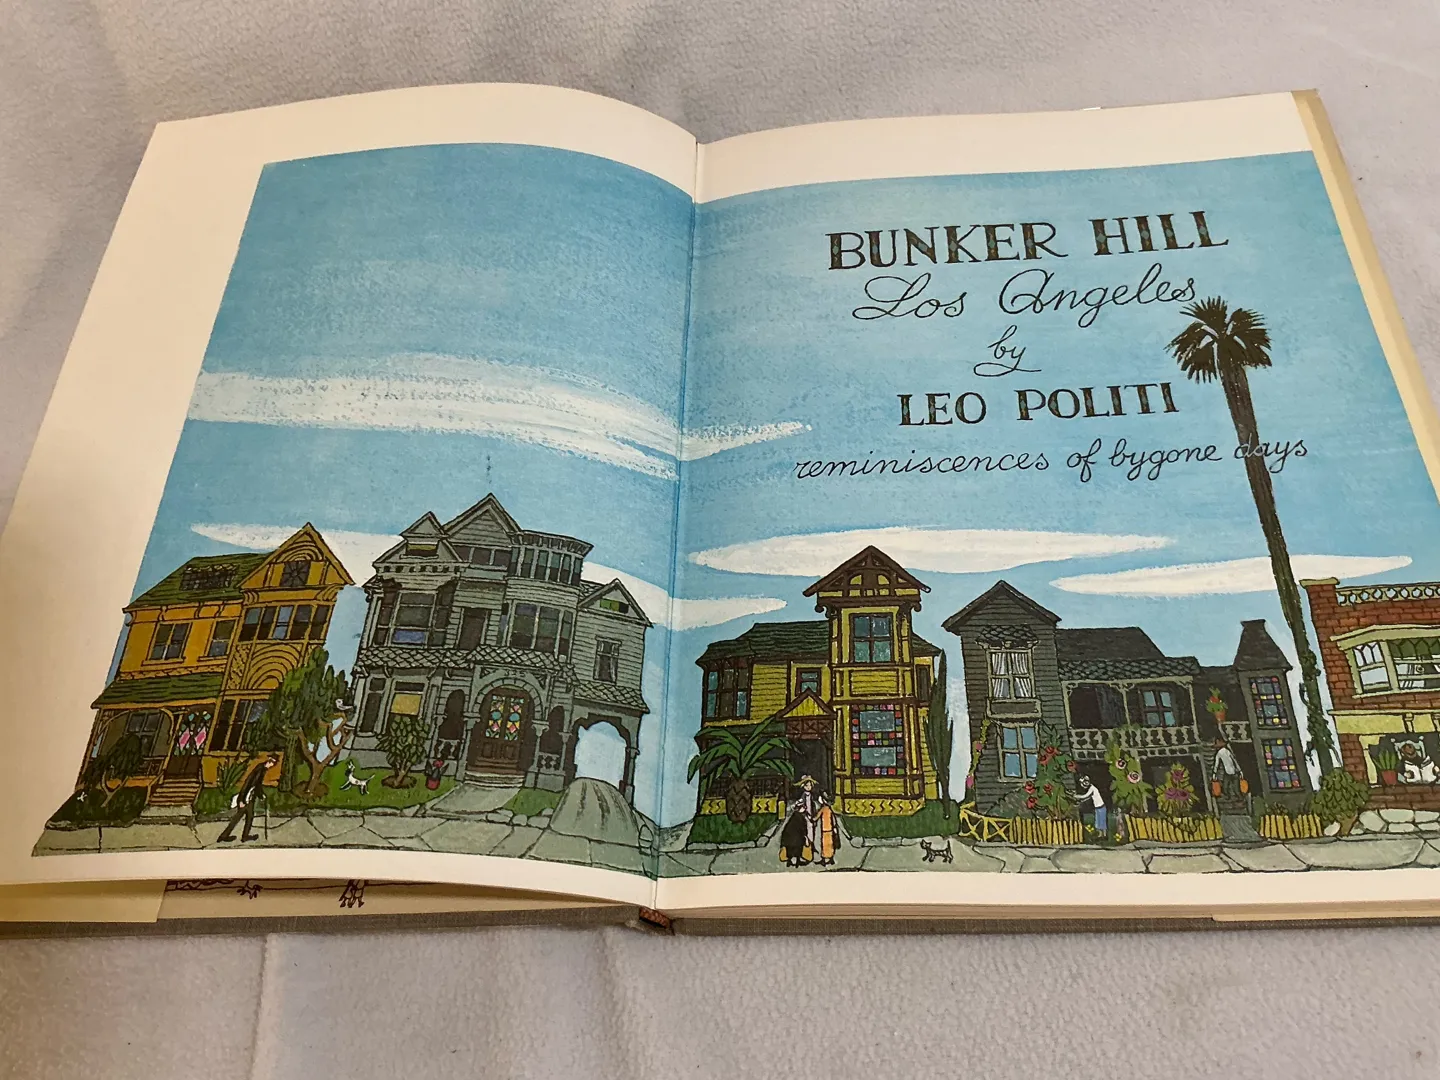 BUNKER HILL
Los Angeles
by
LEO POLITI
reminiscences of bygone days